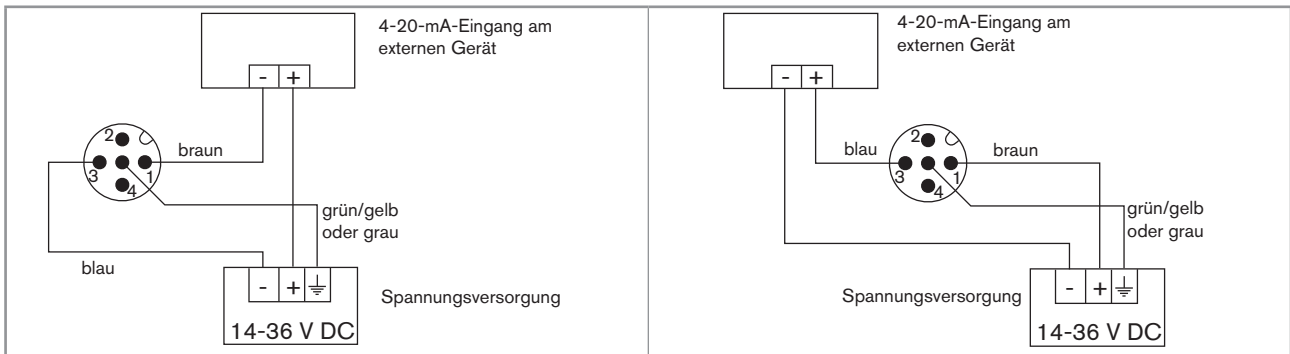 4-20-mA-Eingang am
externen Gerät
- +
2
braun
3 1
4
grün/gelb
oder grau
blau
- +
Spannungsversorgung
14-36 V DC
4-20-mA-Eingang am
externen Gerät
- +
2
blau braun
3 1
4
grün/gelb
oder grau
- +
Spannungsversorgung
14-36 V DC